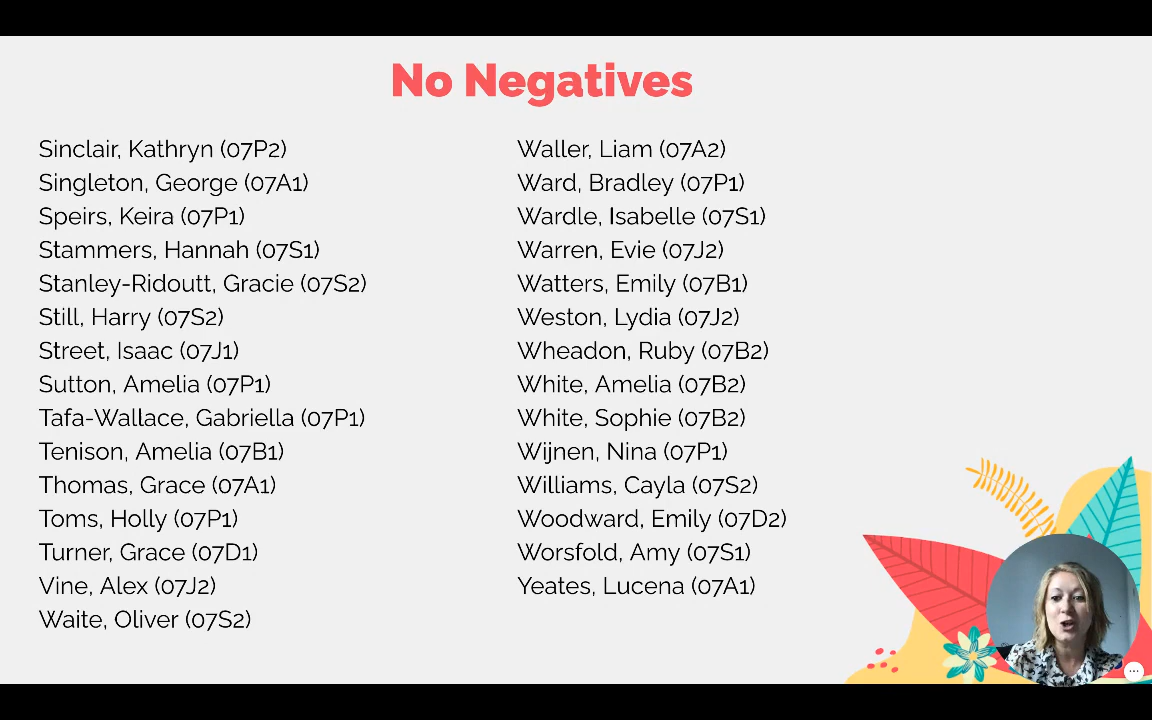 No Negatives
Sinclair, Kathryn (07P2)
Singleton, George (07A1)
Speirs, Keira (07P1)
Stammers, Hannah (07S1)
Stanley-Ridoutt, Gracie (07S2)
Still, Harry (07S2)
Street, Isaac (07J1)
Sutton, Amelia (07P1)
Tafa-Wallace, Gabriella (07P1)
Tenison, Amelia (07B1)
Thomas, Grace (07A1)
Toms, Holly (07P1)
Turner, Grace (07D1)
Vine, Alex (07J2)
Waite, Oliver (07S2)
Waller, Liam (07A2)
Ward, Bradley (07P1)
Wardle, Isabelle (07S1)
Warren, Evie (07J2)
Watters, Emily (07B1)
Weston, Lydia (07J2)
Wheadon, Ruby (07B2)
White, Amelia (07B2)
White, Sophie (07B2)
Wijnen, Nina (07P1)
Williams, Cayla (07S2)
Woodward, Emily (07D2)
Worsfold, Amy (07S1)
Yeates, Lucena (07A1)